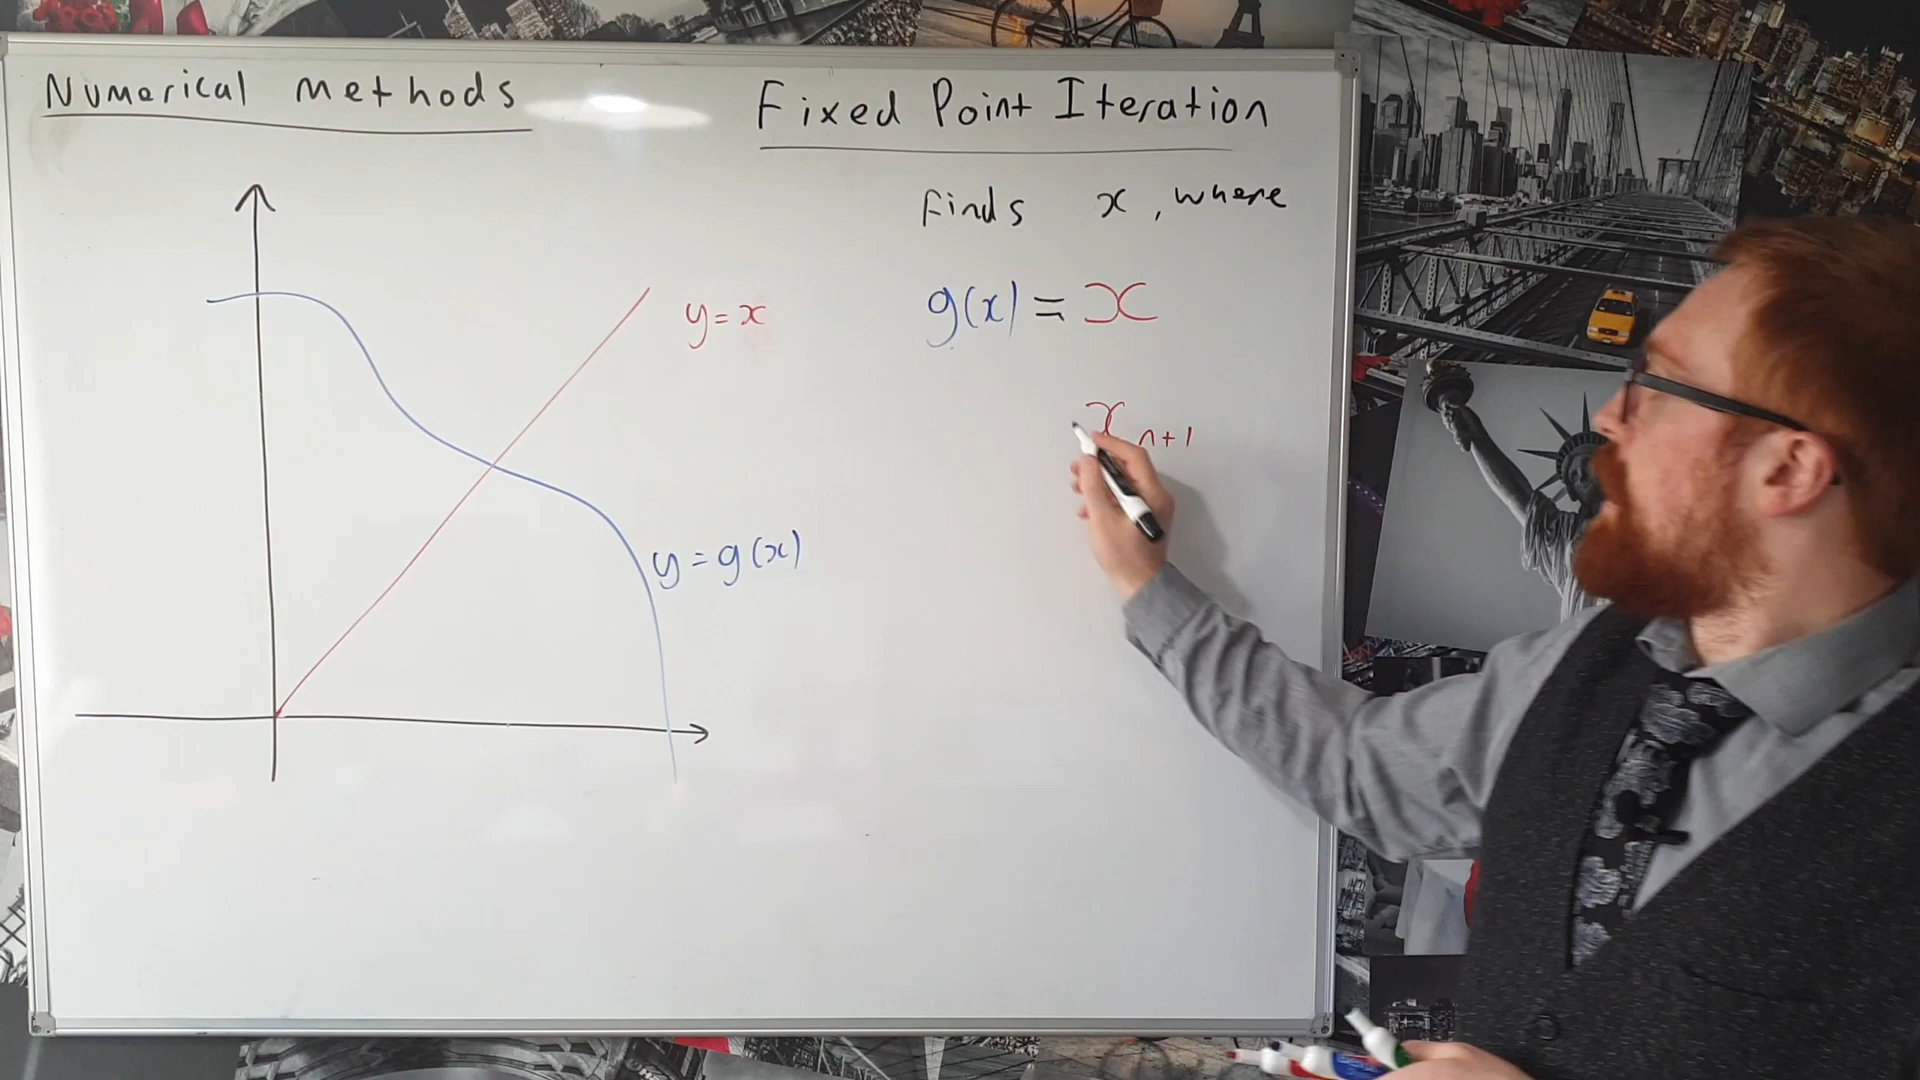 Numerical methods
Fixed Point Iteration
Finds x, where
g(x) = x
y = x
x n+1
y = g(x)